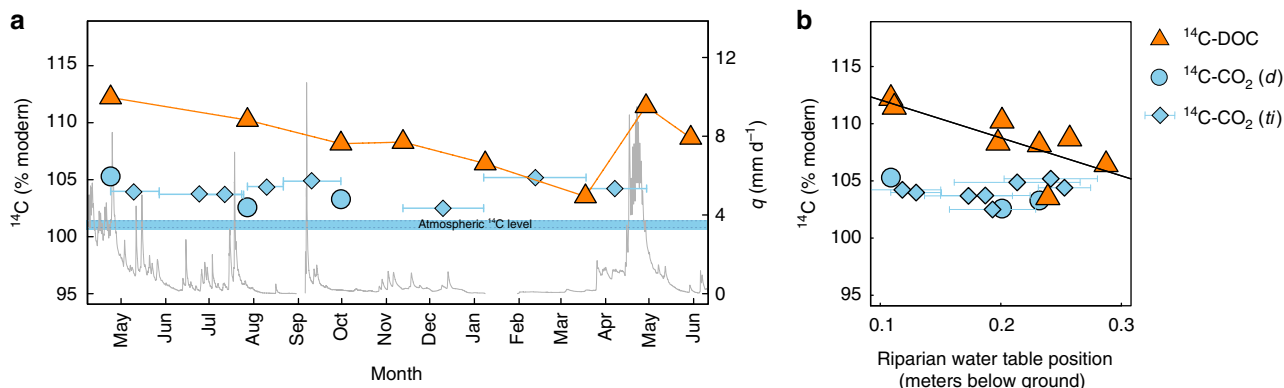 a
¹⁴C (% modern)
115
110
105
100
95
12
8
4
0
q (mm d⁻¹)
Atmospheric ¹⁴C level
May Jun Jul Aug Sep Oct Nov Dec Jan Feb Mar Apr May Jun
Month
b
¹⁴C (% modern)
115
110
105
100
95
0.1 0.2 0.3
Riparian water table position
(meters below ground)
¹⁴C-DOC
¹⁴C-CO₂ (d)
¹⁴C-CO₂ (ti)